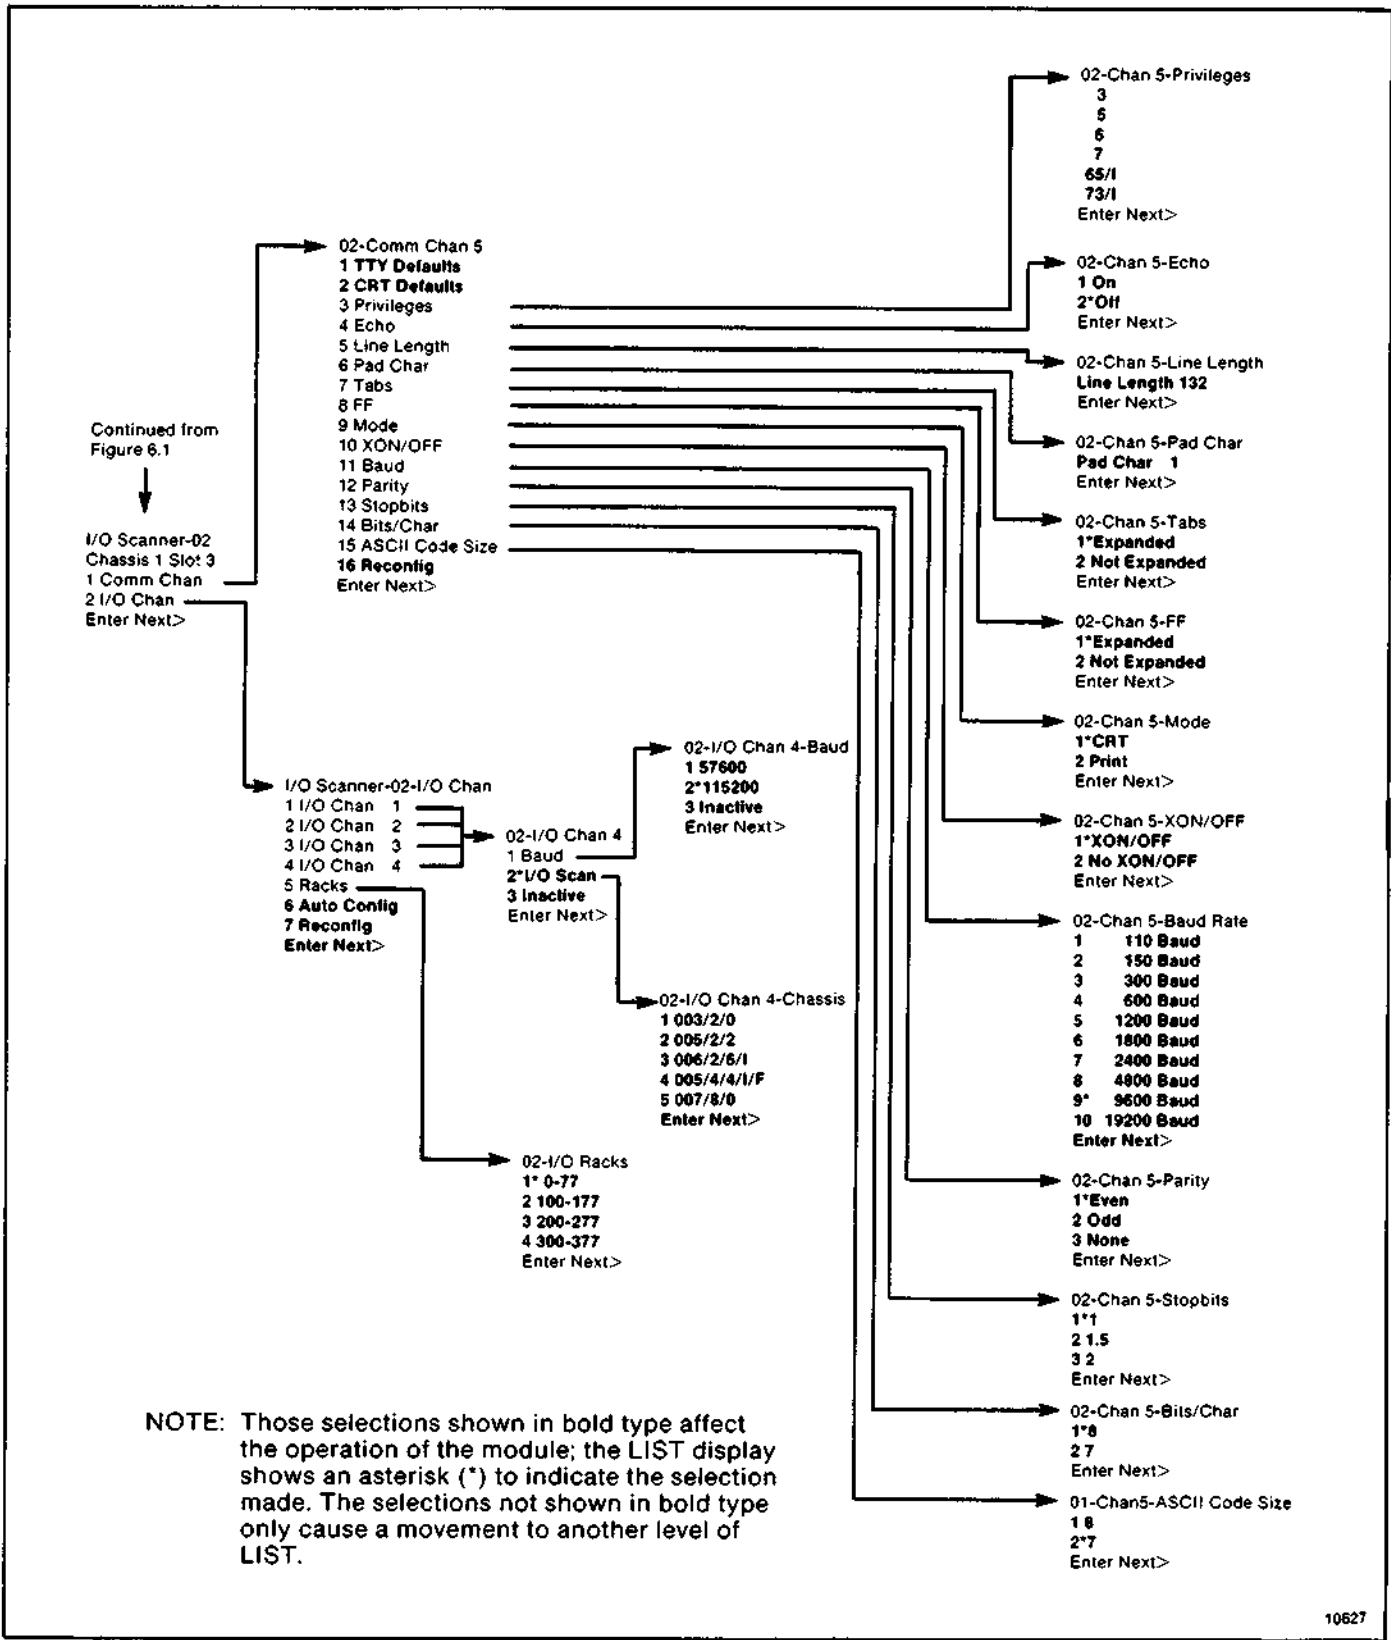 02-Chan 5-Privileges
3
5
6
7
65/I
73/I
Enter Next>
02-Comm Chan 5
1 TTY Defaults
2 CRT Defaults
3 Privileges
4 Echo
5 Line Length
6 Pad Char
7 Tabs
8 FF
9 Mode
10 XON/OFF
11 Baud
12 Parity
13 Stopbits
14 Bits/Char
15 ASCII Code Size
16 Reconfig
Enter Next>
02-Chan 5-Echo
1 On
2*Off
Enter Next>
02-Chan 5-Line Length
Line Length 132
Enter Next>
02-Chan 5-Pad Char
Pad Char 1
Enter Next>
02-Chan 5-Tabs
1*Expanded
2 Not Expanded
Enter Next>
02-Chan 5-FF
1*Expanded
2 Not Expanded
Enter Next>
02-Chan 5-Mode
1*CRT
2 Print
Enter Next>
02-Chan 5-XON/OFF
1*XON/OFF
2 No XON/OFF
Enter Next>
02-Chan 5-Baud Rate
1 110 Baud
2 150 Baud
3 300 Baud
4 600 Baud
5 1200 Baud
6 1800 Baud
7 2400 Baud
8 4800 Baud
9* 9600 Baud
10 19200 Baud
Enter Next>
02-Chan 5-Parity
1*Even
2 Odd
3 None
Enter Next>
02-Chan 5-Stopbits
1*1
2 1.5
3 2
Enter Next>
02-Chan 5-Bits/Char
1*8
2 7
Enter Next>
01-Chan5-ASCII Code Size
1 8
2*7
Enter Next>
Continued from
Figure 6.1
I/O Scanner-02
Chassis 1 Slot 3
1 Comm Chan
2 I/O Chan
Enter Next>
I/O Scanner-02-I/O Chan
1 I/O Chan 1
2 I/O Chan 2
3 I/O Chan 3
4 I/O Chan 4
5 Racks
6 Auto Config
7 Reconfig
Enter Next>
02-I/O Chan 4
1 Baud
2*I/O Scan
3 Inactive
Enter Next>
02-I/O Chan 4-Baud
1 57600
2*115200
3 Inactive
Enter Next>
02-I/O Chan 4-Chassis
1 003/2/0
2 005/2/2
3 006/2/6/I
4 005/4/4/I/F
5 007/8/0
Enter Next>
02-I/O Racks
1* 0-77
2 100-177
3 200-277
4 300-377
Enter Next>
NOTE: Those selections shown in bold type affect
the operation of the module; the LIST display
shows an asterisk (*) to indicate the selection
made. The selections not shown in bold type
only cause a movement to another level of
LIST.
10627